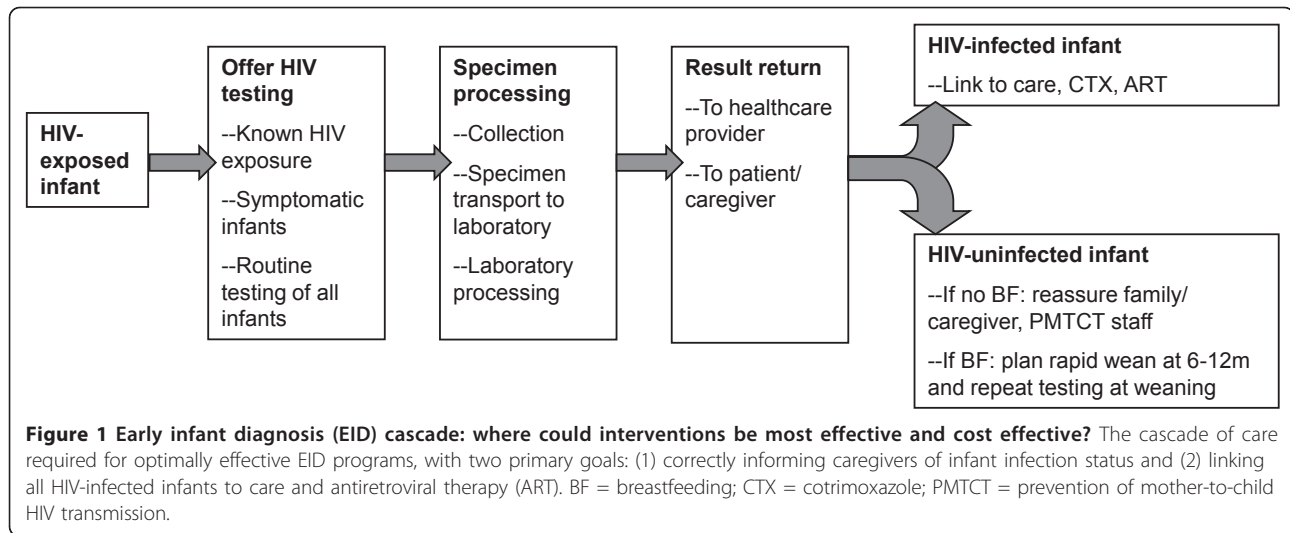 HIV-
exposed
infant
Offer HIV
testing
--Known HIV
exposure
--Symptomatic
infants
--Routine
testing of all
infants
Specimen
processing
--Collection
--Specimen
transport to
laboratory
--Laboratory
processing
Result return
--To healthcare
provider
--To patient/
caregiver
HIV-infected infant
--Link to care, CTX, ART
HIV-uninfected infant
--If no BF: reassure family/
caregiver, PMTCT staff
--If BF: plan rapid wean at 6-12m
and repeat testing at weaning
Figure 1 Early infant diagnosis (EID) cascade: where could interventions be most effective and cost effective? The cascade of care
required for optimally effective EID programs, with two primary goals: (1) correctly informing caregivers of infant infection status and (2) linking
all HIV-infected infants to care and antiretroviral therapy (ART). BF = breastfeeding; CTX = cotrimoxazole; PMTCT = prevention of mother-to-child
HIV transmission.